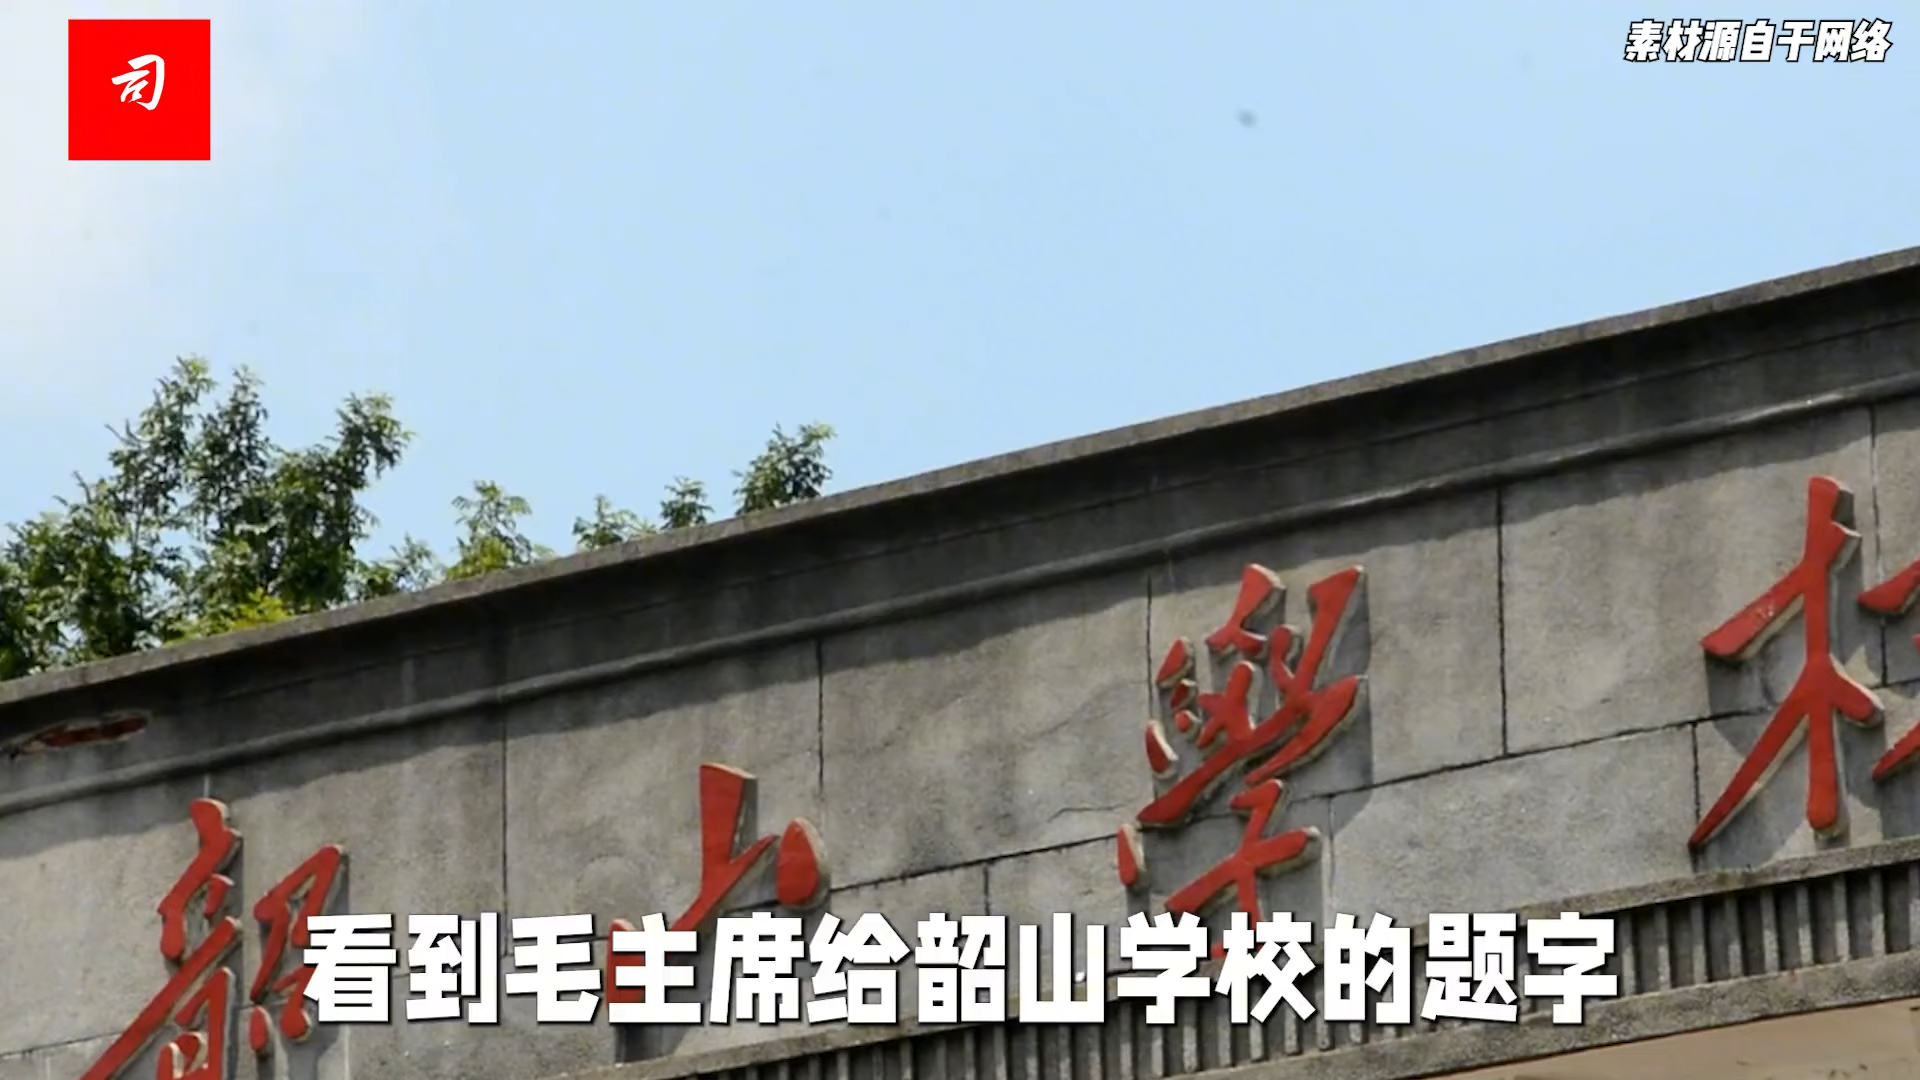 司
素材源自于网络
韶山學校
看到毛主席给韶山学校的题字